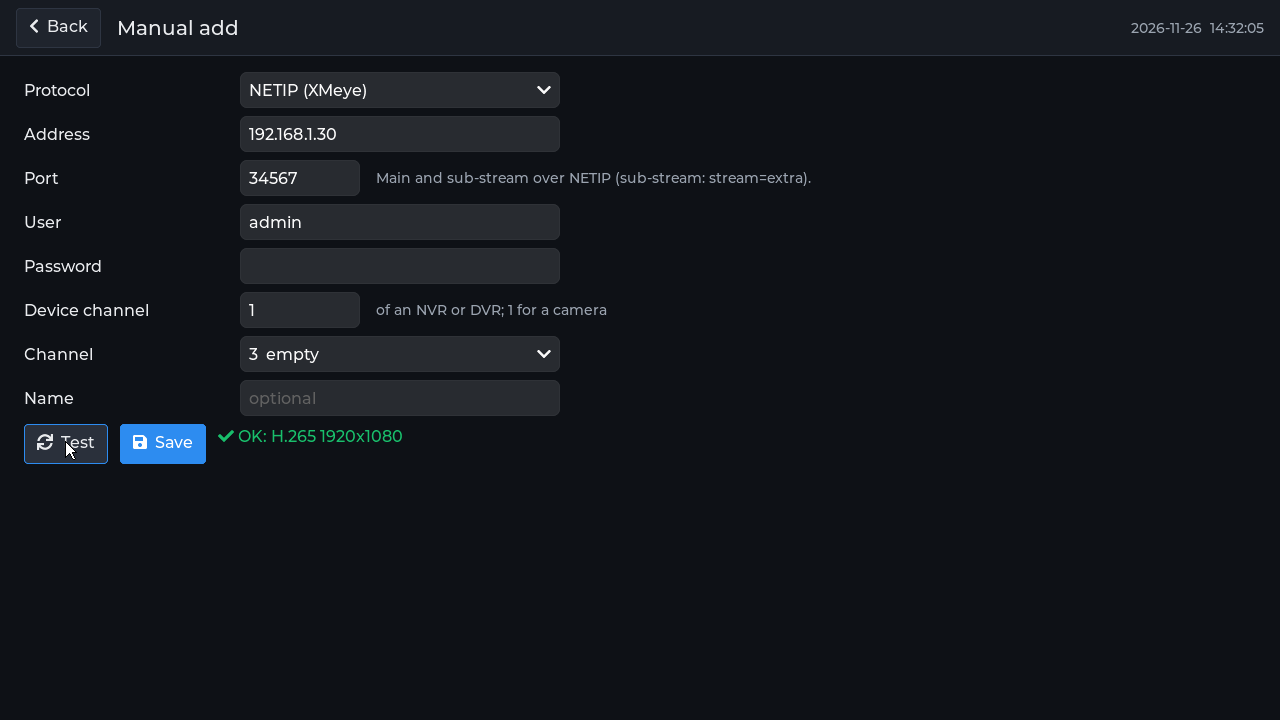 Back Manual add 2026-11-26 14:32:05
Protocol NETIP (XMeye)
Address 192.168.1.30
Port 34567 Main and sub-stream over NETIP (sub-stream: stream=extra).
User admin
Password
Device channel 1 of an NVR or DVR; 1 for a camera
Channel 3 empty
Name optional
Test Save OK: H.265 1920x1080